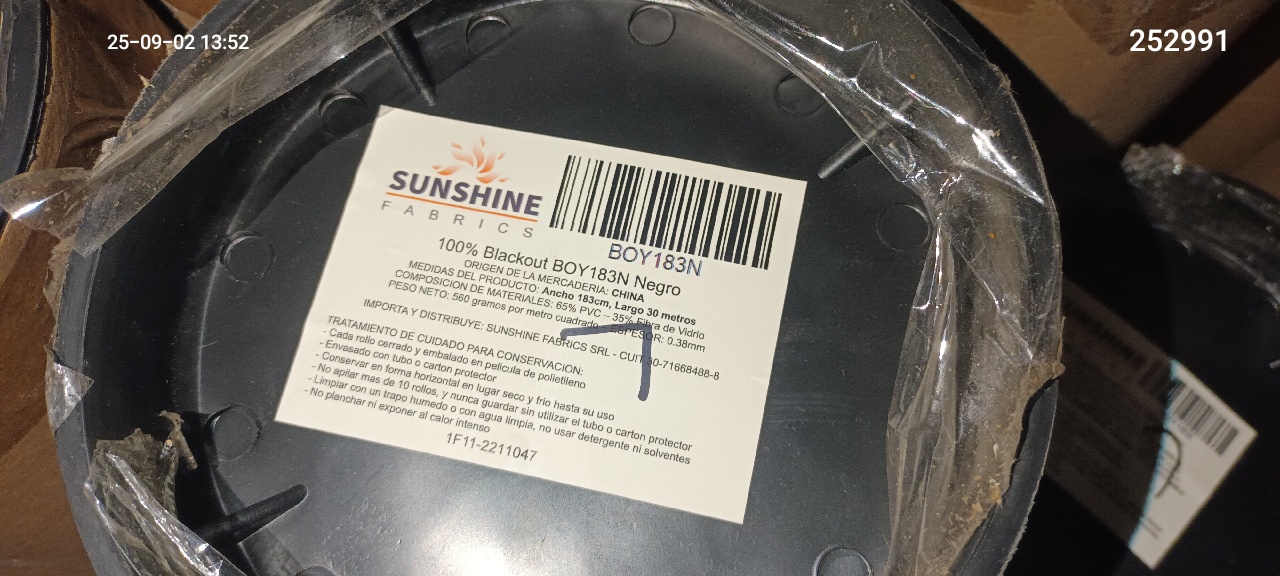 25-09-02 13:52
252991
SUNSHINE
FABRICS
BOY183N
100% Blackout BOY183N Negro
ORIGEN DE LA MERCADERIA: CHINA
MEDIDAS DEL PRODUCTO: Ancho 183cm, Largo 30 metros
COMPOSICION DE MATERIALES: 65% PVC - 35% Fibra de Vidrio
PESO NETO: 560 gramos por metro cuadrado - ESPESOR: 0.38mm
IMPORTA Y DISTRIBUYE: SUNSHINE FABRICS SRL - CUIT 30-71668488-8
TRATAMIENTO DE CUIDADO PARA CONSERVACION:
- Cada rollo cerrado y embalado en pelicula de polietileno
- Envasado con tubo o carton protector
- Conservar en forma horizontal en lugar seco y frio hasta su uso
- No apilar mas de 10 rollos, y nunca guardar sin utilizar el tubo o carton protector
- Limpiar con un trapo humedo o con agua limpia, no usar detergente ni solventes
- No planchar ni exponer al calor intenso
1F11-2211047